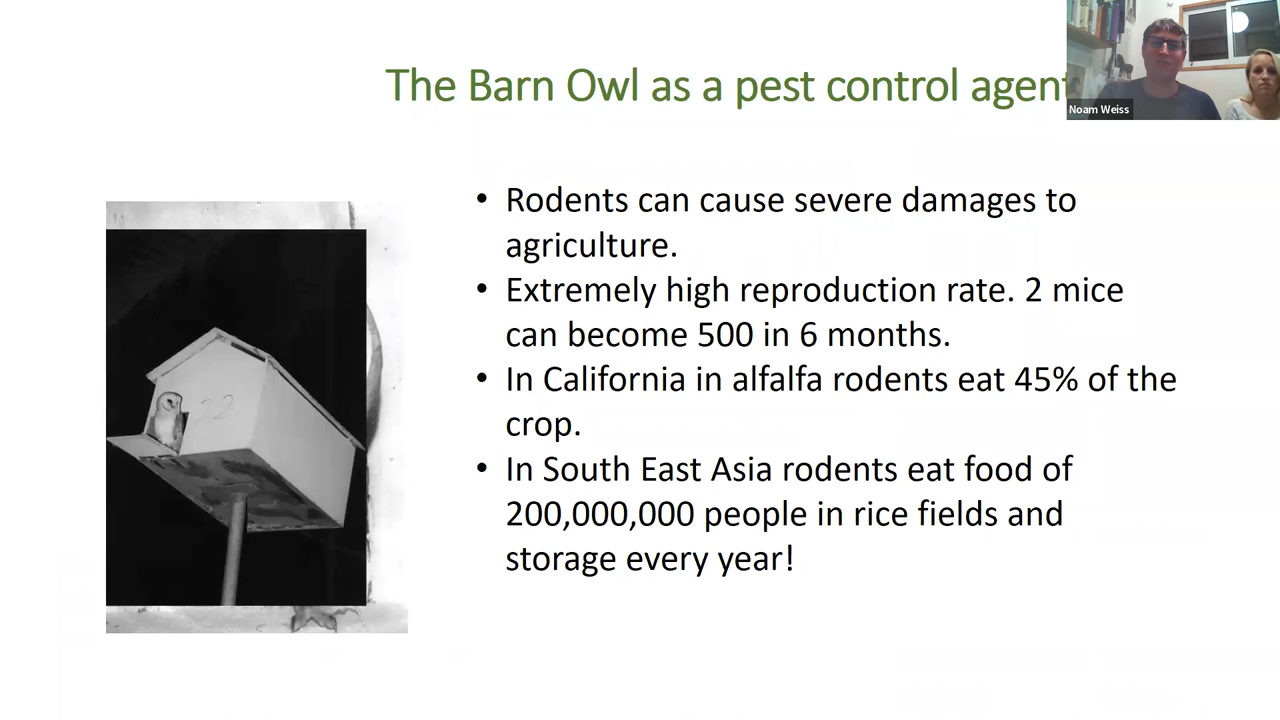 The Barn Owl as a pest control agent
Noam Weiss
• Rodents can cause severe damages to
agriculture.
• Extremely high reproduction rate. 2 mice
can become 500 in 6 months.
• In California in alfalfa rodents eat 45% of the
crop.
• In South East Asia rodents eat food of
200,000,000 people in rice fields and
storage every year!
22